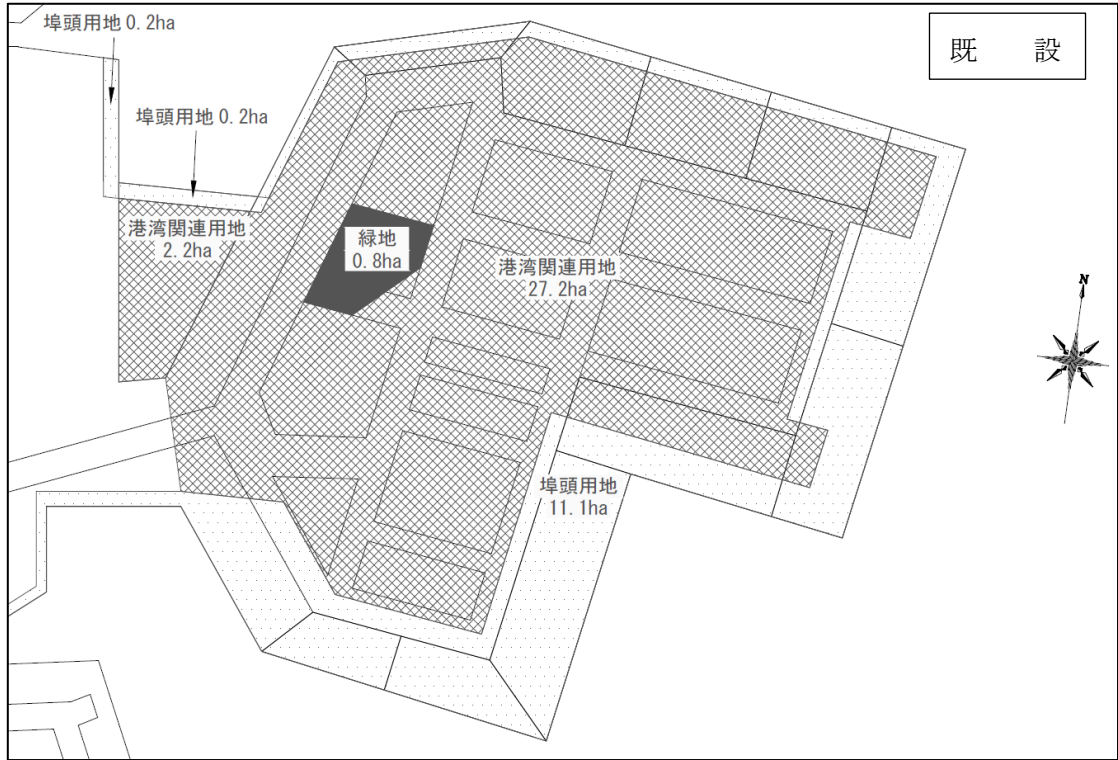 埠頭用地 0.2ha
既 設
埠頭用地 0.2ha
港湾関連用地
2.2ha
緑地
0.8ha
港湾関連用地
27.2ha
N
埠頭用地
11.1ha